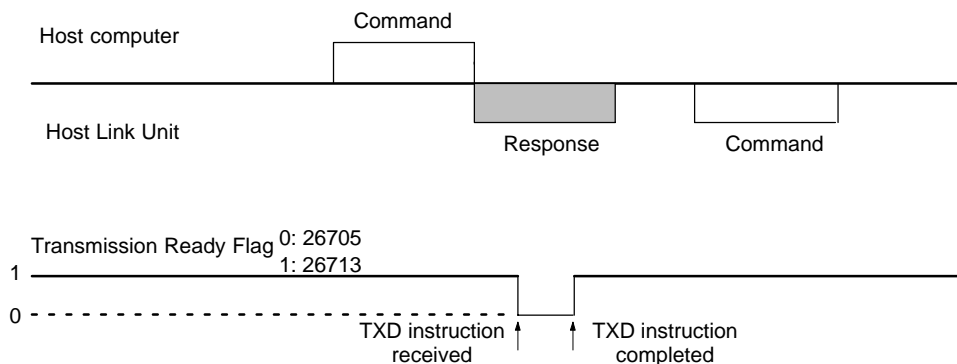 Command
Host computer
Host Link Unit
Response
Command
Transmission Ready Flag 0: 26705
1: 26713
1
0
TXD instruction
received
TXD instruction
completed